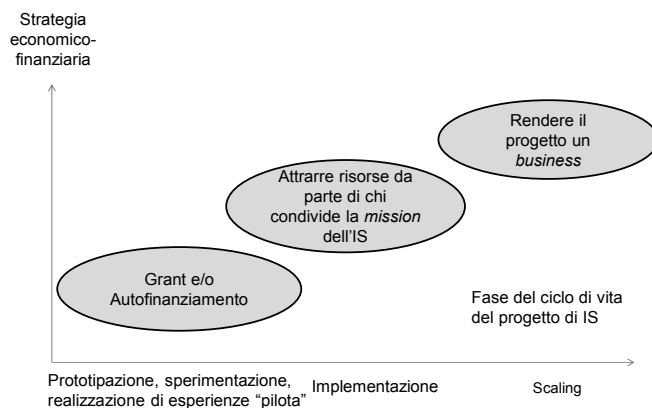 Strategia
economico-
finanziaria
Rendere il
progetto un
business
Attrarre risorse da
parte di chi
condivide la mission
dell'IS
Grant e/o
Autofinanziamento
Fase del ciclo di vita
del progetto di IS
Prototipazione, sperimentazione,
realizzazione di esperienze “pilota”
Implementazione
Scaling